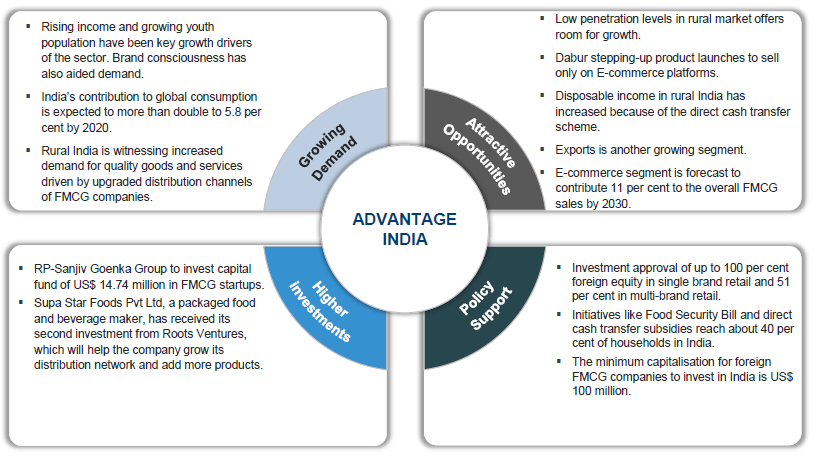 ▪ Rising income and growing youth
population have been key growth drivers
of the sector. Brand consciousness has
also aided demand.
▪ India's contribution to global consumption
is expected to more than double to 5.8 per
cent by 2020.
▪ Rural India is witnessing increased
demand for quality goods and services
driven by upgraded distribution channels
of FMCG companies.
Growing
Demand
▪ Low penetration levels in rural market offers
room for growth.
▪ Dabur stepping-up product launches to sell
only on E-commerce platforms.
▪ Disposable income in rural India has
increased because of the direct cash transfer
scheme.
▪ Exports is another growing segment.
▪ E-commerce segment is forecast to
contribute 11 per cent to the overall FMCG
sales by 2030.
Attractive
Opportunities
ADVANTAGE
INDIA
▪ RP-Sanjiv Goenka Group to invest capital
fund of US$ 14.74 million in FMCG startups.
▪ Supa Star Foods Pvt Ltd, a packaged food
and beverage maker, has received its
second investment from Roots Ventures,
which will help the company grow its
distribution network and add more products.
Higher
investments
▪ Investment approval of up to 100 per cent
foreign equity in single brand retail and 51
per cent in multi-brand retail.
▪ Initiatives like Food Security Bill and direct
cash transfer subsidies reach about 40 per
cent of households in India.
▪ The minimum capitalisation for foreign
FMCG companies to invest in India is US$
100 million.
Policy
Support